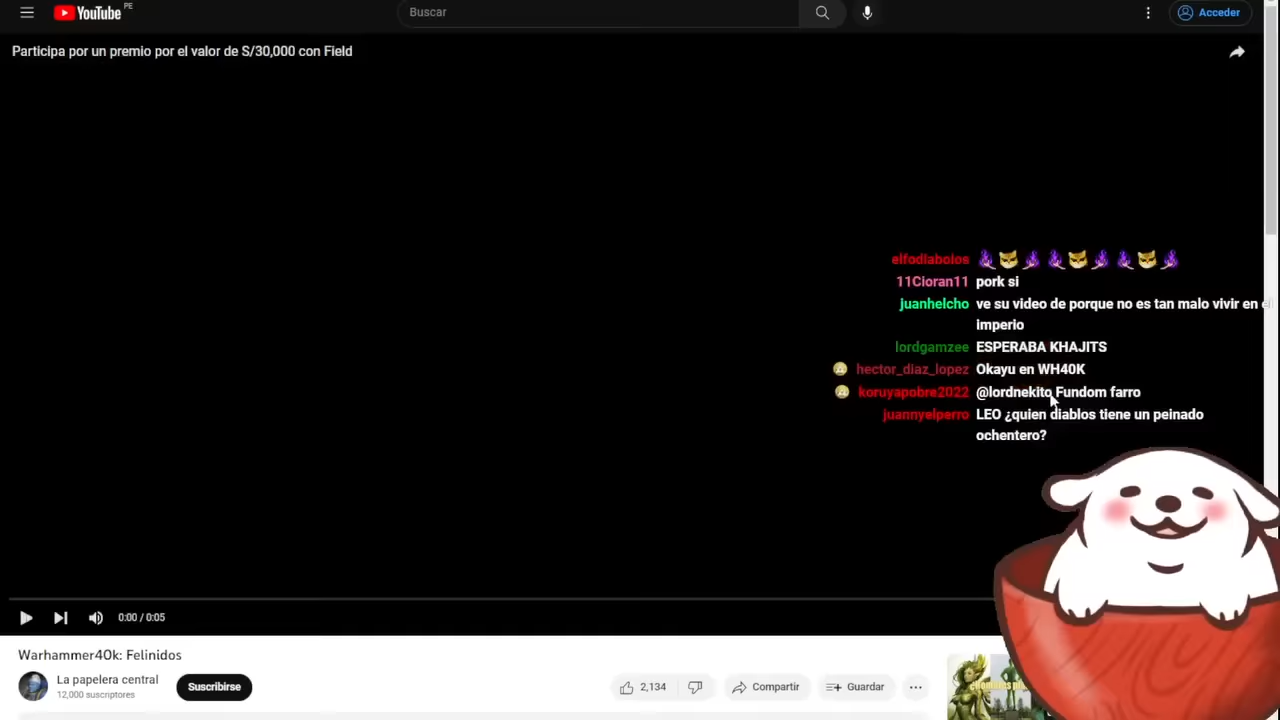 YouTube PE
Buscar
Acceder
Participa por un premio por el valor de S/30,000 con Field
elfodlabolos
11Cioran11 pork si
juanhelcho ve su video de porque no es tan malo vivir en el
imperio
lordgamzee ESPERABA KHAJITS
hector_diaz_lopez Okayu en WH40K
koruyapobre2022 @lordnekito Fundom farro
juannyelperro LEO ¿quien diablos tiene un peinado
ochentero?
0:00 / 0:05
Warhammer40k: Felinidos
La papelera central
12,000 suscriptores
Suscribirse
2,134
Compartir
Guardar